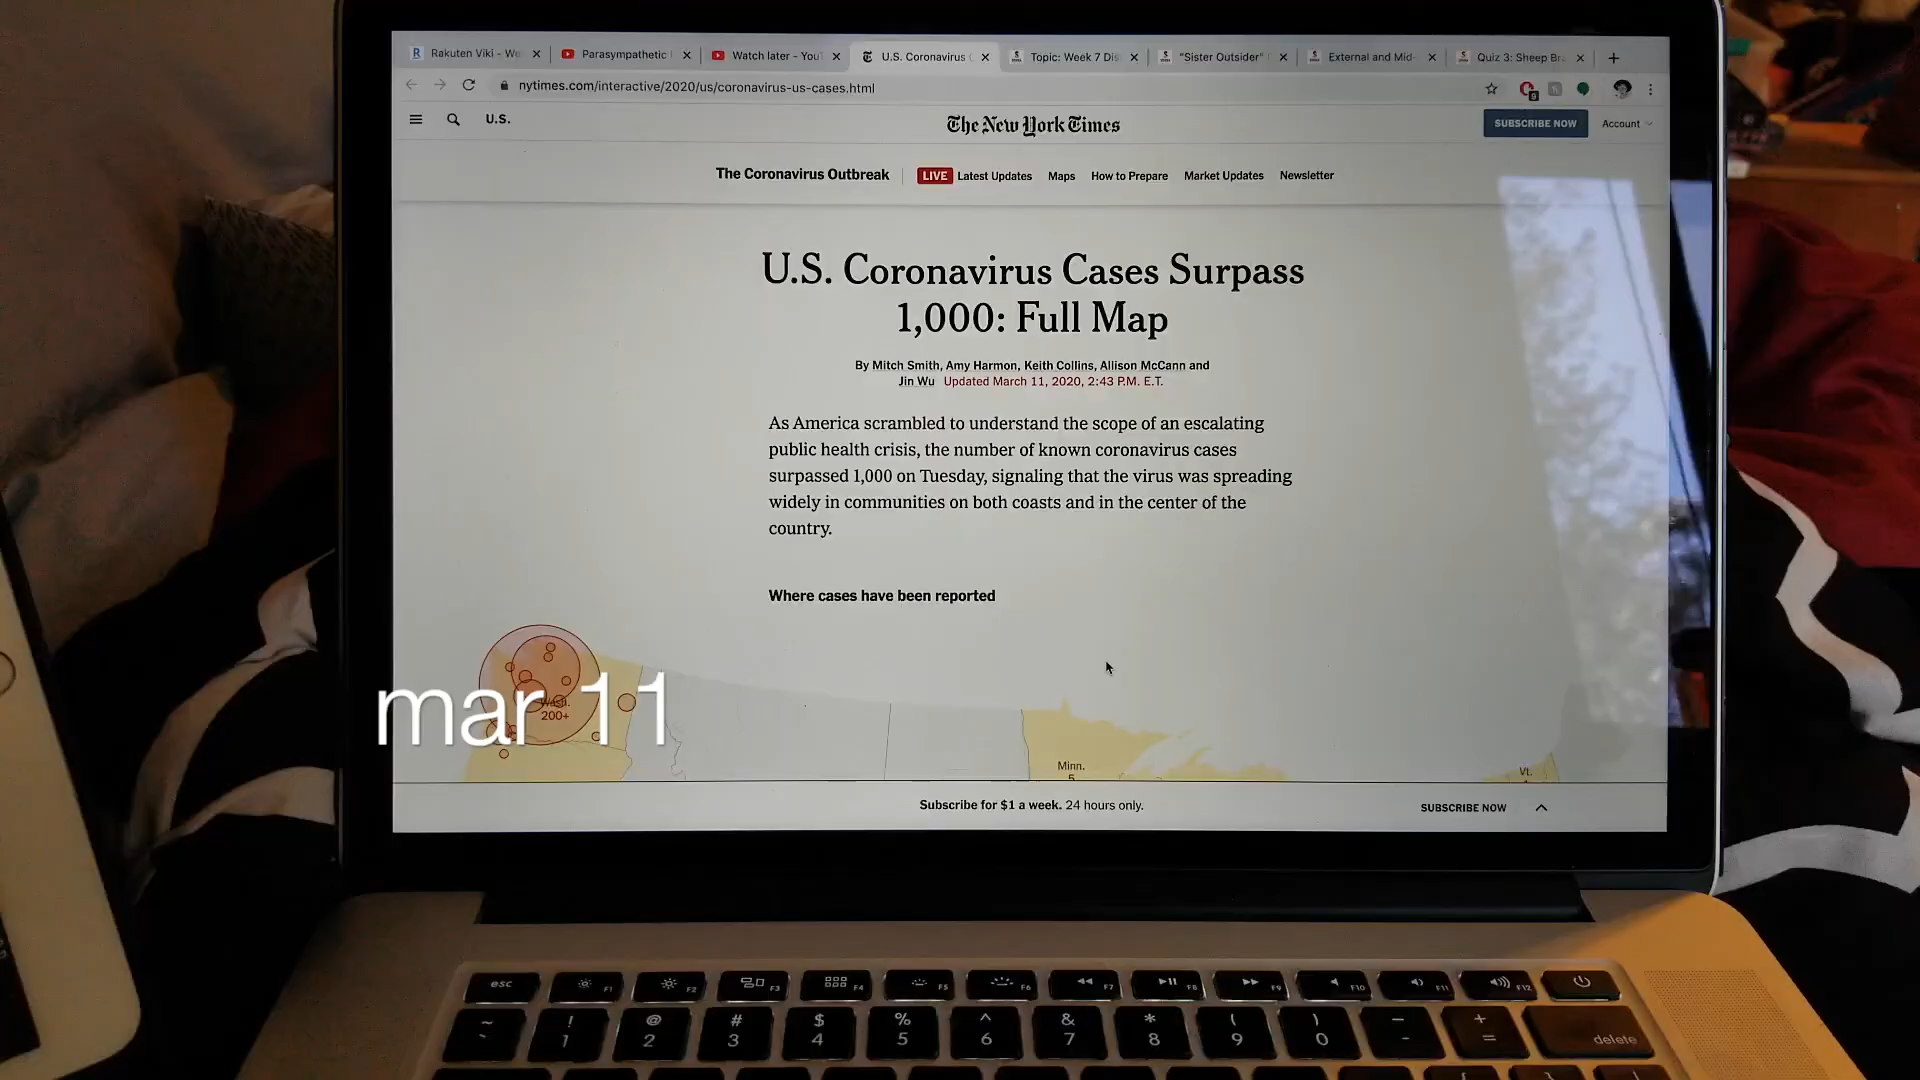 Rakuten Viki - We
Parasympathetic
Watch later - YouT
U.S. Coronavirus C
Topic: Week 7 Dis
"Sister Outsider"
External and Mid-
Quiz 3: Sheep Bra
nytimes.com/interactive/2020/us/coronavirus-us-cases.html
U.S.
The New York Times
SUBSCRIBE NOW
Account
The Coronavirus Outbreak
LIVE Latest Updates
Maps
How to Prepare
Market Updates
Newsletter
U.S. Coronavirus Cases Surpass
1,000: Full Map
By Mitch Smith, Amy Harmon, Keith Collins, Allison McCann and
Jin Wu Updated March 11, 2020, 2:43 P.M. E.T.
As America scrambled to understand the scope of an escalating
public health crisis, the number of known coronavirus cases
surpassed 1,000 on Tuesday, signaling that the virus was spreading
widely in communities on both coasts and in the center of the
country.
Where cases have been reported
Wash.
200+
mar 11
Minn.
5
Vt.
Subscribe for $1 a week. 24 hours only.
SUBSCRIBE NOW
esc F1 F2 F3 F4 F5 F6 F7 F8 F9 F10 F11 F12
~ ! @ # $ % ^ & * ( ) — +
` 1 2 3 4 5 6 7 8 9 0 - = delete